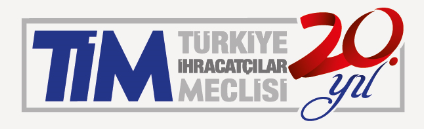 TİM
TÜRKİYE
İHRACATÇILAR
MECLİSİ
20.
yıl